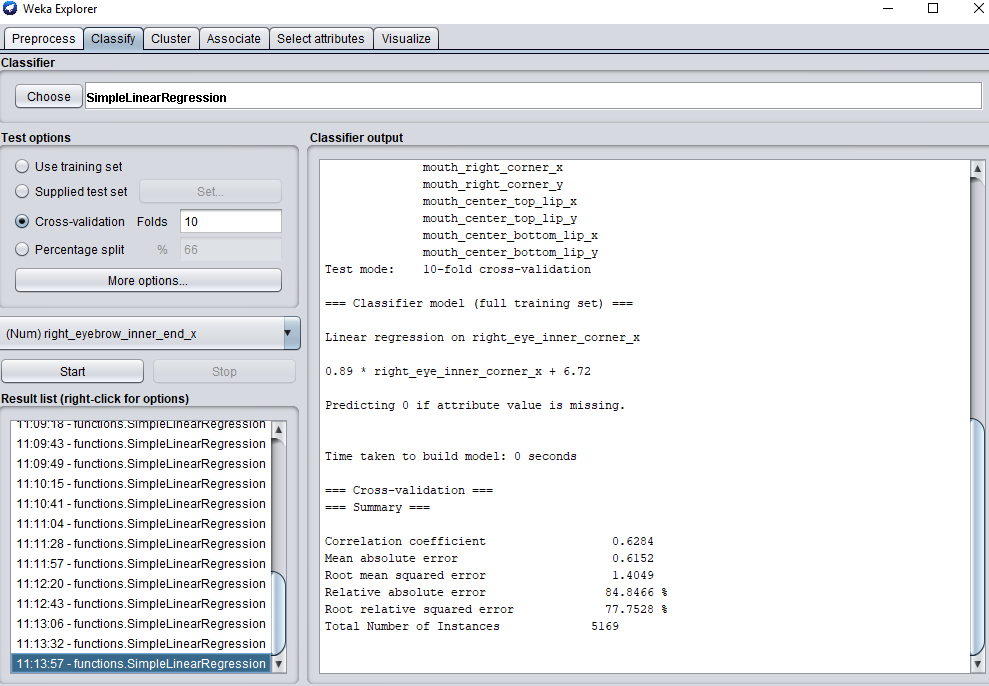 Weka Explorer
Preprocess Classify Cluster Associate Select attributes Visualize
Classifier
Choose SimpleLinearRegression
Test options
Use training set
Supplied test set Set...
Cross-validation Folds 10
Percentage split % 66
More options...
(Num) right_eyebrow_inner_end_x
Start Stop
Result list (right-click for options)
11:09:18 - functions.SimpleLinearRegression
11:09:43 - functions.SimpleLinearRegression
11:09:49 - functions.SimpleLinearRegression
11:10:15 - functions.SimpleLinearRegression
11:10:41 - functions.SimpleLinearRegression
11:11:04 - functions.SimpleLinearRegression
11:11:28 - functions.SimpleLinearRegression
11:11:57 - functions.SimpleLinearRegression
11:12:20 - functions.SimpleLinearRegression
11:12:43 - functions.SimpleLinearRegression
11:13:06 - functions.SimpleLinearRegression
11:13:32 - functions.SimpleLinearRegression
11:13:57 - functions.SimpleLinearRegression
Classifier output
mouth_right_corner_x
mouth_right_corner_y
mouth_center_top_lip_x
mouth_center_top_lip_y
mouth_center_bottom_lip_x
mouth_center_bottom_lip_y
Test mode: 10-fold cross-validation
=== Classifier model (full training set) ===
Linear regression on right_eye_inner_corner_x
0.89 * right_eye_inner_corner_x + 6.72
Predicting 0 if attribute value is missing.
Time taken to build model: 0 seconds
=== Cross-validation ===
=== Summary ===
Correlation coefficient 0.6284
Mean absolute error 0.6152
Root mean squared error 1.4049
Relative absolute error 84.8466 %
Root relative squared error 77.7528 %
Total Number of Instances 5169